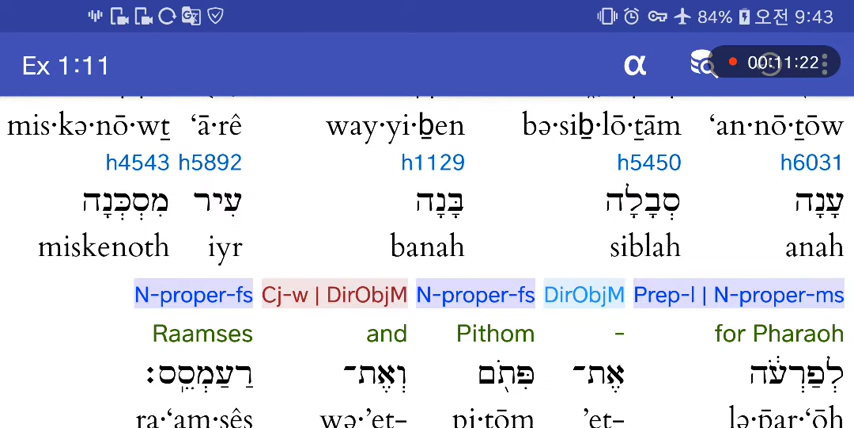 84% 오전 9:43
Ex 1:11 α 00:11:22
mis·kə·nō·wṯ ‘ā·rê way·yi·ḇen bə·siḇ·lō·ṯām ‘an·nō·ṯōw
h4543 h5892 h1129 h5450 h6031
מִסְכְּנָה עִיר בָּנָה סְבָלָה עָנָה
miskenoth iyr banah siblah anah
N-proper-fs Cj-w | DirObjM N-proper-fs DirObjM Prep-l | N-proper-ms
Raamses and Pithom - for Pharaoh
רַעַמְסֵֽס׃ וְאֶת־ פִּתֹ֖ם אֶת־ לְפַרְעֹ֔ה
ra·‘am·sês wə·’et- pi·tōm ’et- lə·p̄ar·‘ōh